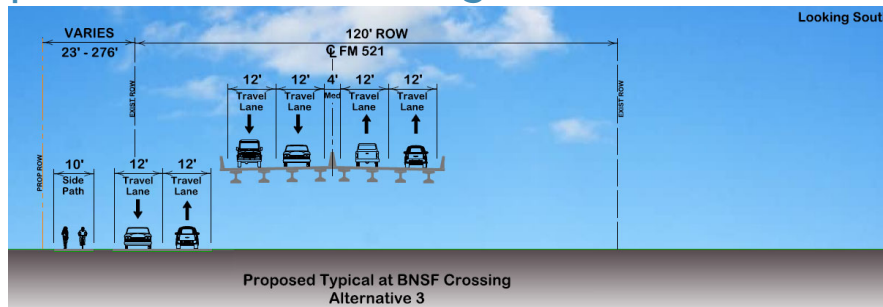 Looking Sout
VARIES
23' - 276'
120' ROW
℄ FM 521
12'
Travel
Lane
12'
Travel
Lane
4'
Med
12'
Travel
Lane
12'
Travel
Lane
EXIST ROW
EXIST ROW
PROP ROW
10'
Side
Path
12'
Travel
Lane
12'
Travel
Lane
Proposed Typical at BNSF Crossing
Alternative 3